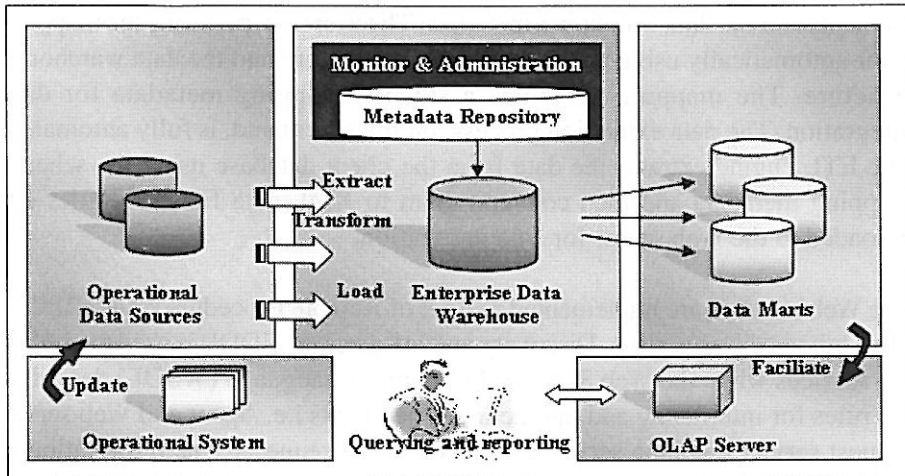 Monitor & Administration
Metadata Repository
Extract
Transform
Load
Operational
Data Sources
Enterprise Data
Warehouse
Data Marts
Update
Faciliate
Operational System
Querying and reporting
OLAP Server